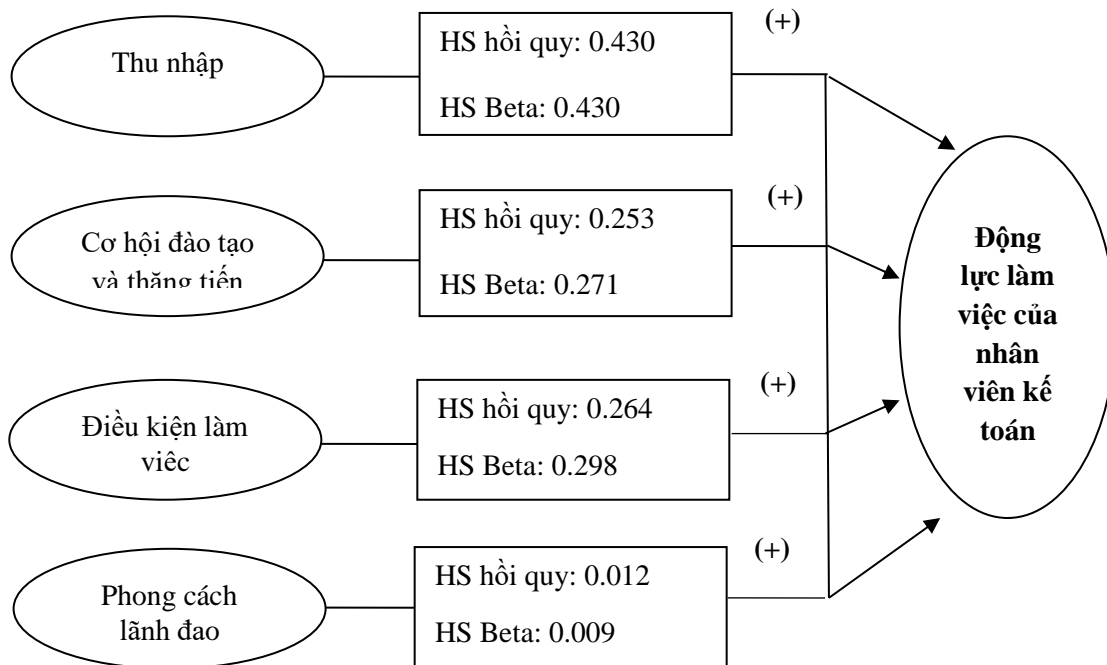 Thu nhập
HS hồi quy: 0.430
HS Beta: 0.430
(+)
Cơ hội đào tạo
và thăng tiến
HS hồi quy: 0.253
HS Beta: 0.271
(+)
Điều kiện làm
viêc
HS hồi quy: 0.264
HS Beta: 0.298
(+)
Phong cách
lãnh đao
HS hồi quy: 0.012
HS Beta: 0.009
(+)
Động
lực làm
việc của
nhân
viên kế
toán